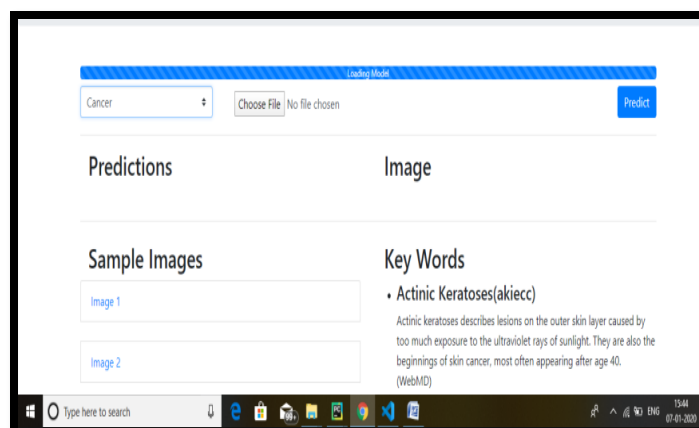 Loading Model
Cancer
Choose File No file chosen
Predict
Predictions
Image
Sample Images
Key Words
Image 1
• Actinic Keratoses(akiecc)
Actinic keratoses describes lesions on the outer skin layer caused by
too much exposure to the ultraviolet rays of sunlight. They are also the
beginnings of skin cancer, most often appearing after age 40.
(WebMD)
Image 2
Type here to search
99+
ENG
15:44
07-01-2020